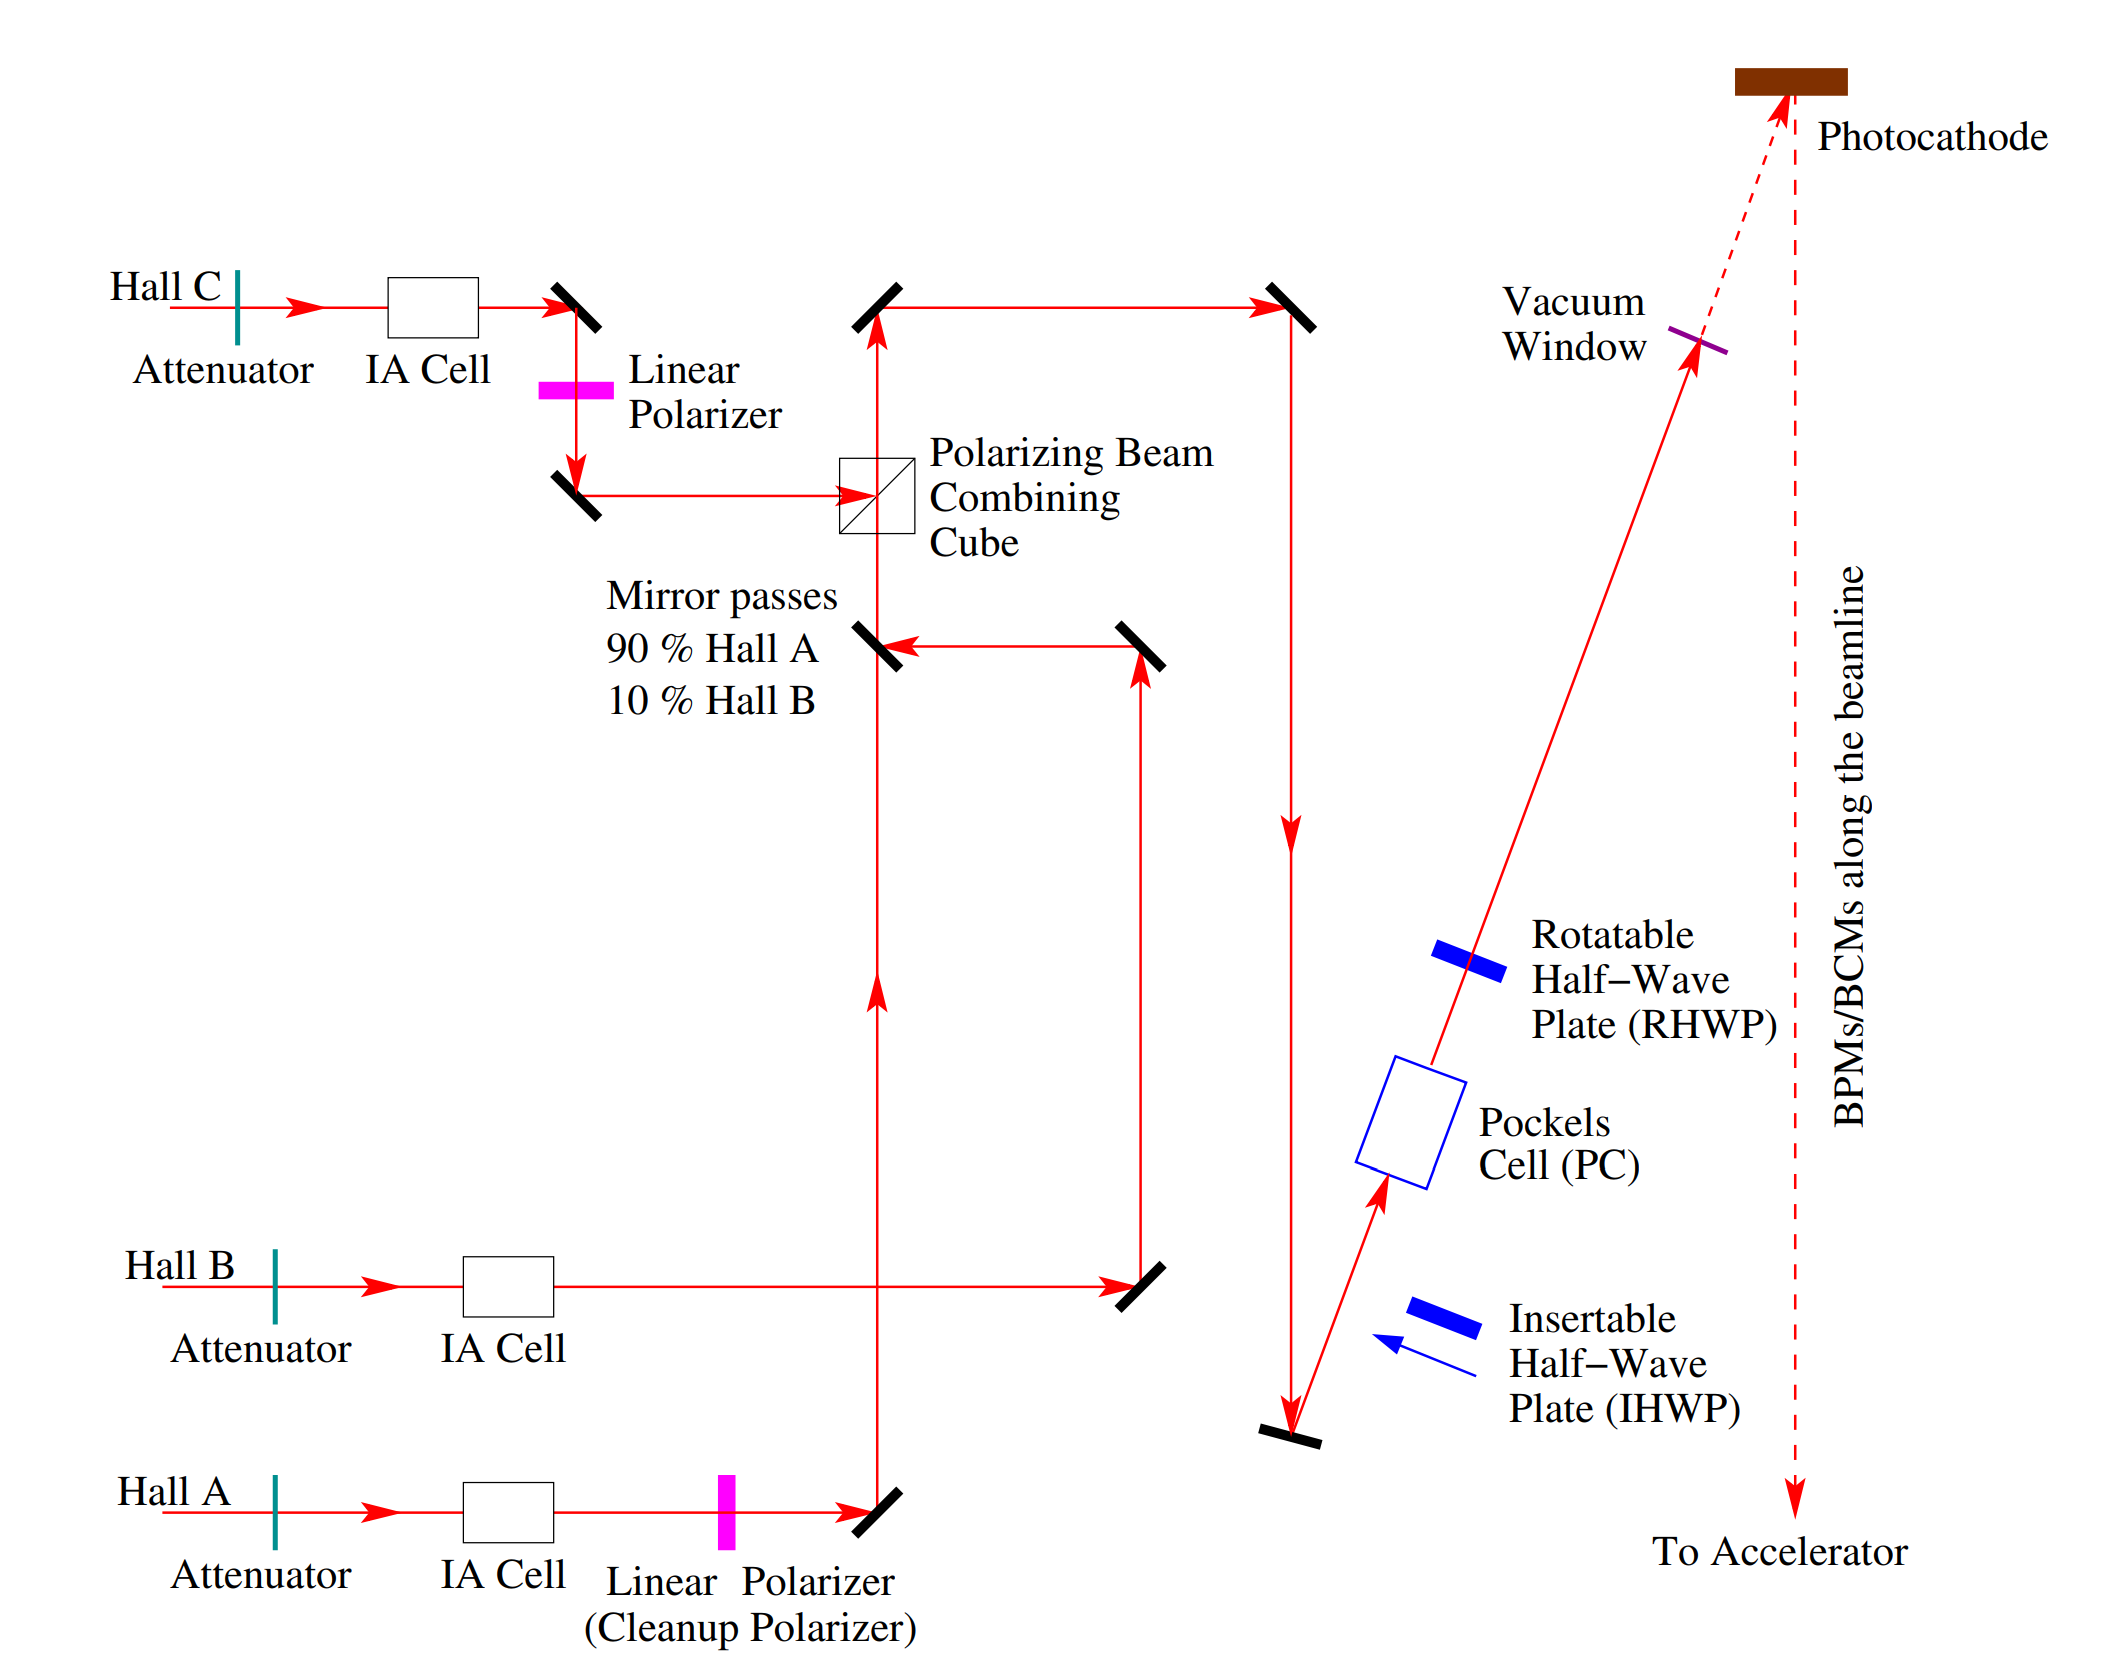 Photocathode
Hall C
Attenuator
IA Cell
Linear
Polarizer
Vacuum
Window
Polarizing Beam
Combining
Cube
Mirror passes
90 % Hall A
10 % Hall B
BPMs/BCMs along the beamline
Rotatable
Half−Wave
Plate (RHWP)
Pockels
Cell (PC)
Hall B
Attenuator
IA Cell
Insertable
Half−Wave
Plate (IHWP)
Hall A
Attenuator
IA Cell
Linear Polarizer
(Cleanup Polarizer)
To Accelerator